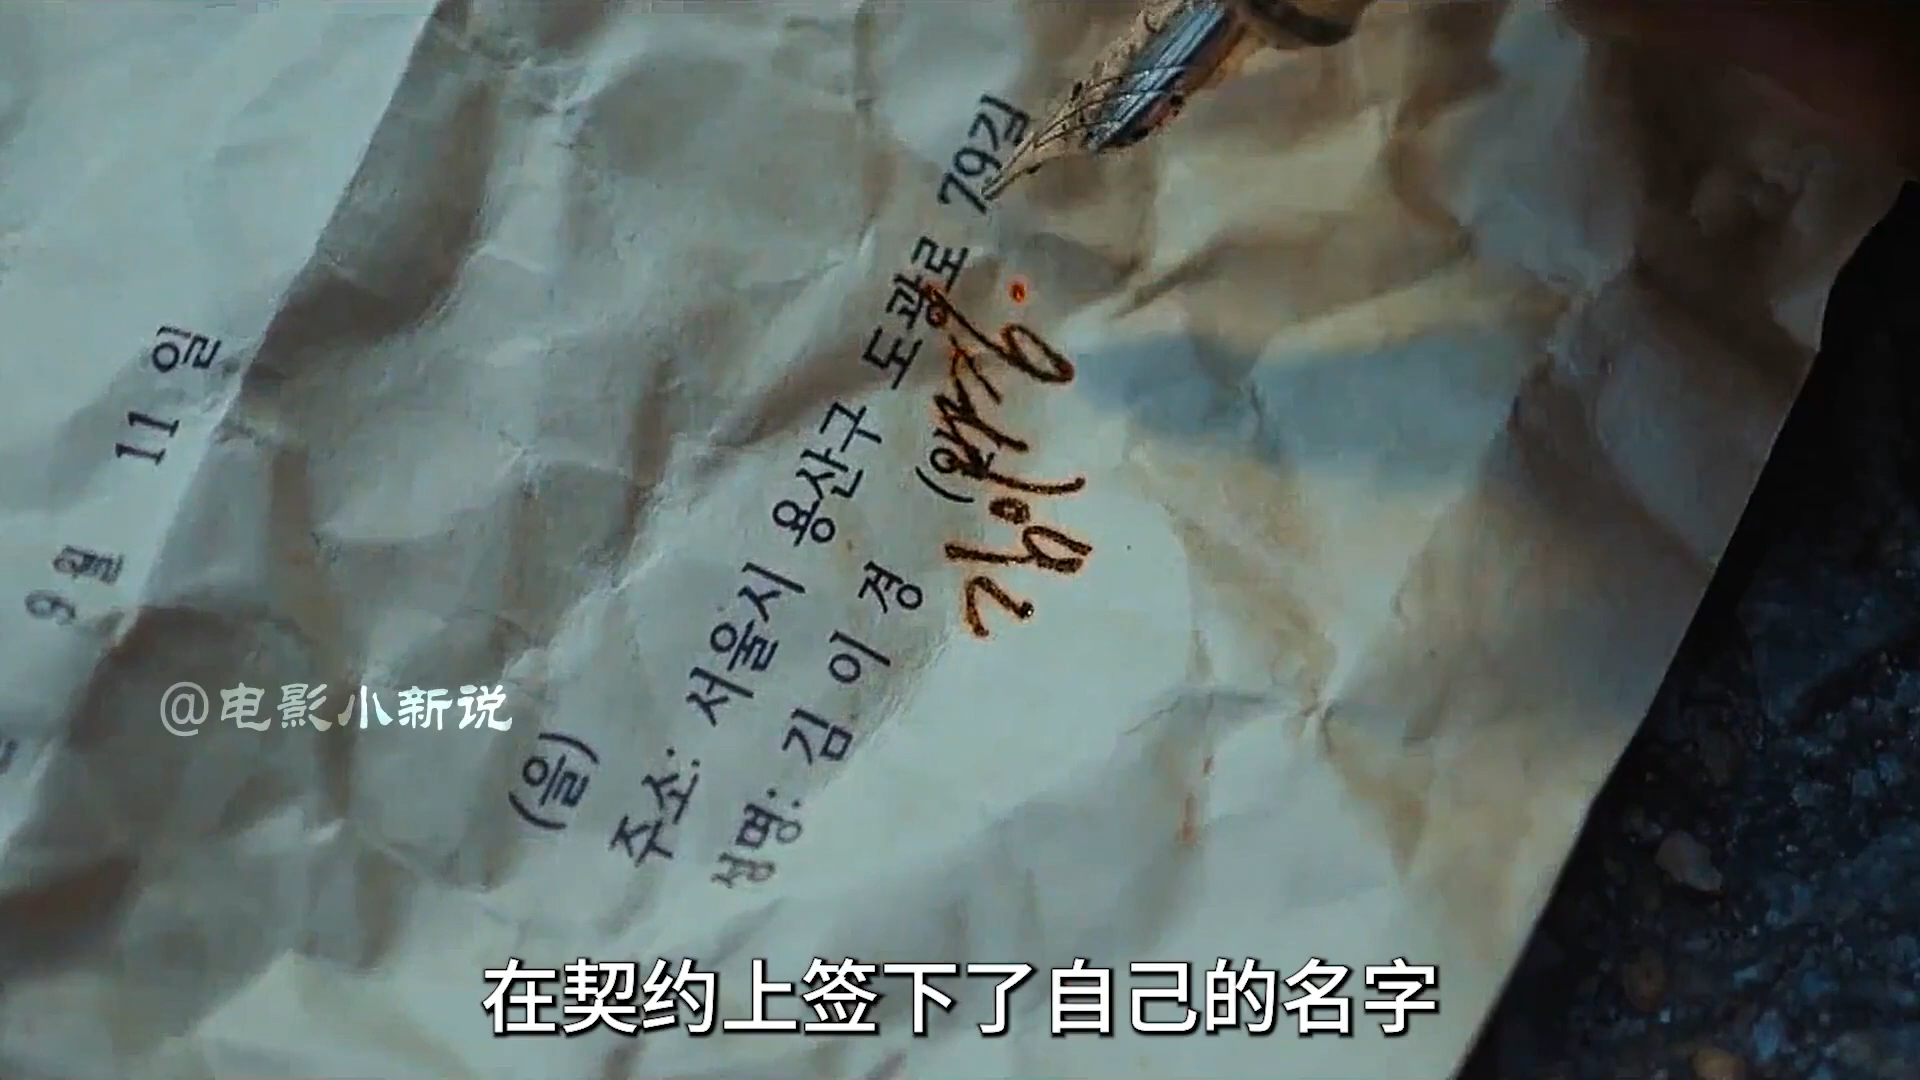 9월 11일
(을)
주소: 서울시 용산구 도광로 79길
성명: 김 이 경 (인)
김이경
@电影小新说
在契约上签下了自己的名字